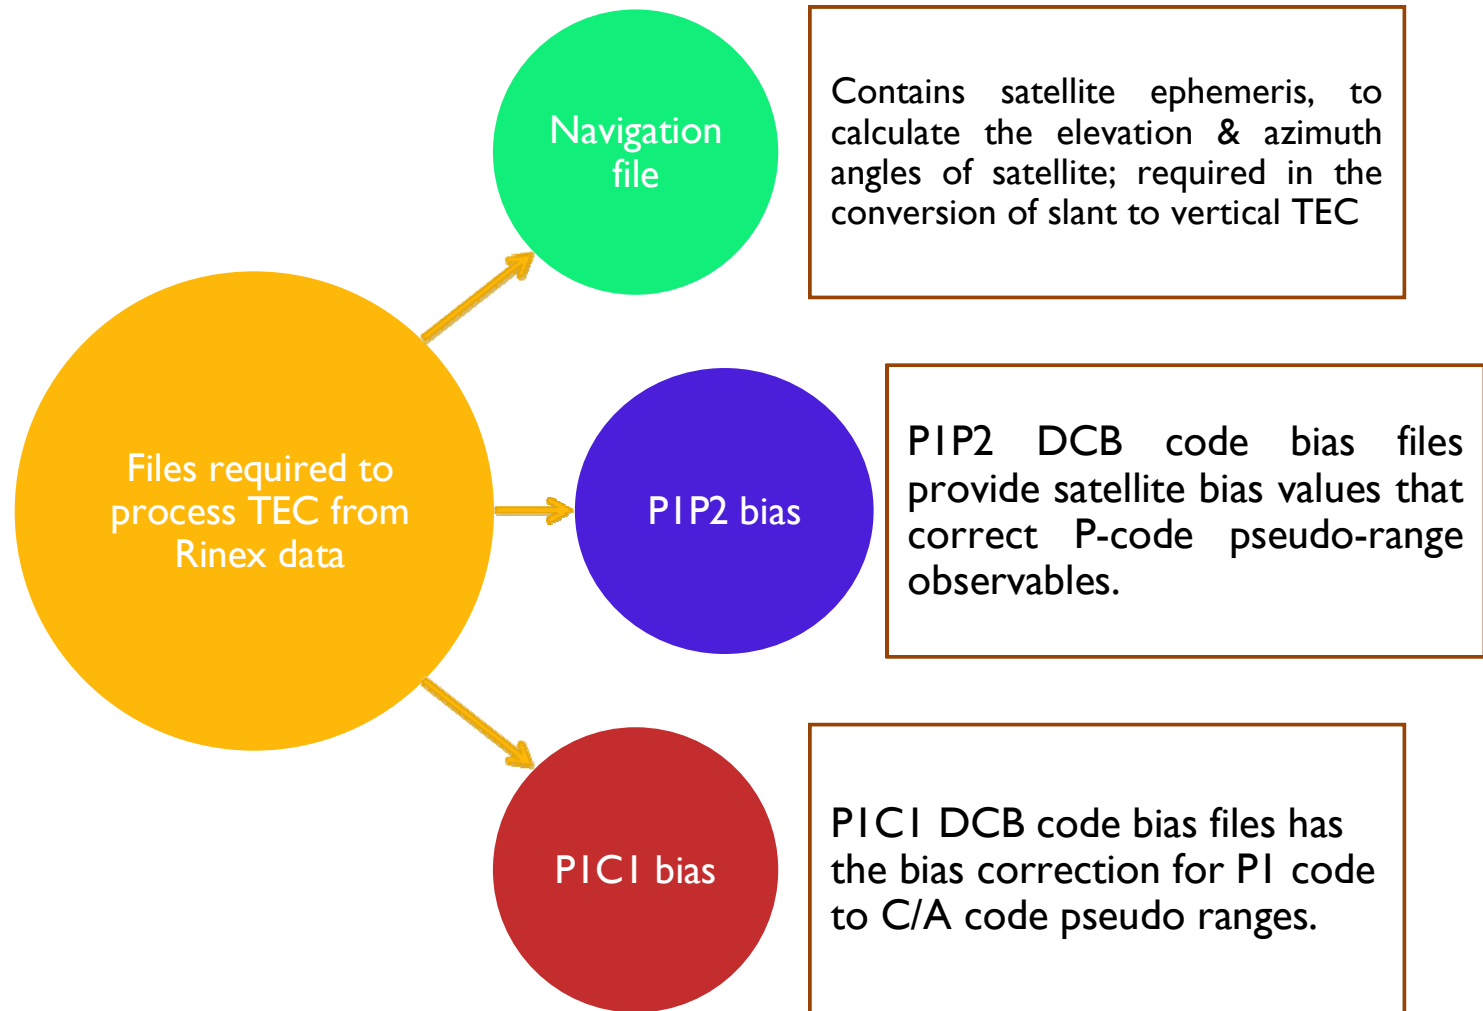 Navigation
file
Contains satellite ephemeris, to
calculate the elevation & azimuth
angles of satellite; required in the
conversion of slant to vertical TEC
Files required to
process TEC from
Rinex data
P1P2 bias
P1P2 DCB code bias files
provide satellite bias values that
correct P-code pseudo-range
observables.
P1C1 bias
P1C1 DCB code bias files has
the bias correction for P1 code
to C/A code pseudo ranges.